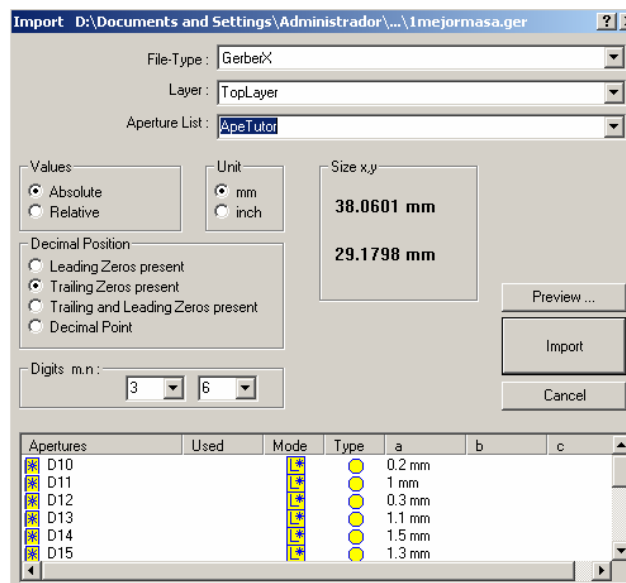 Import D:\Documents and Settings\Administrador\...\1mejormasa.ger
File-Type : GerberX
Layer : TopLayer
Aperture List : ApeTutor
Values
Absolute
Relative
Unit
mm
inch
Size x,y
38.0601 mm
29.1798 mm
Decimal Position
Leading Zeros present
Trailing Zeros present
Trailing and Leading Zeros present
Decimal Point
Digits m.n :
3 6
Preview ...
Import
Cancel
Apertures Used Mode Type a b c
D10 L* 0.2 mm
D11 L* 1 mm
D12 L* 0.3 mm
D13 L* 1.1 mm
D14 L* 1.5 mm
D15 L* 1.3 mm